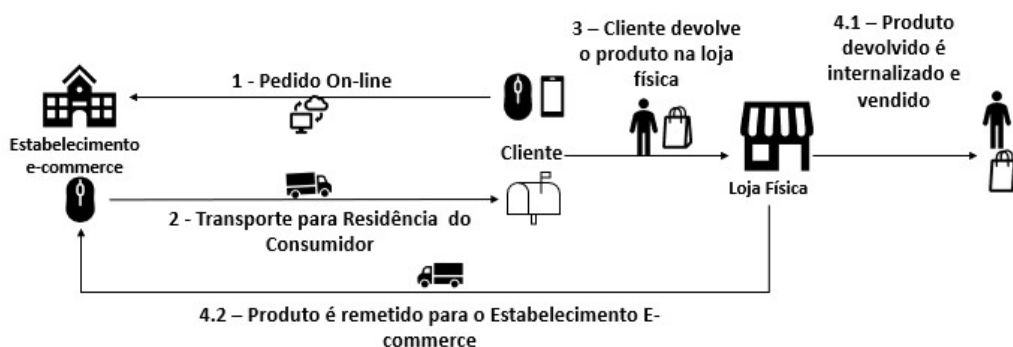 1 - Pedido On-line
Estabelecimento
e-commerce
2 - Transporte para Residência do
Consumidor
Cliente
3 – Cliente devolve
o produto na loja
física
Loja Física
4.1 – Produto
devolvido é
internalizado e
vendido
4.2 – Produto é remetido para o Estabelecimento E-
commerce